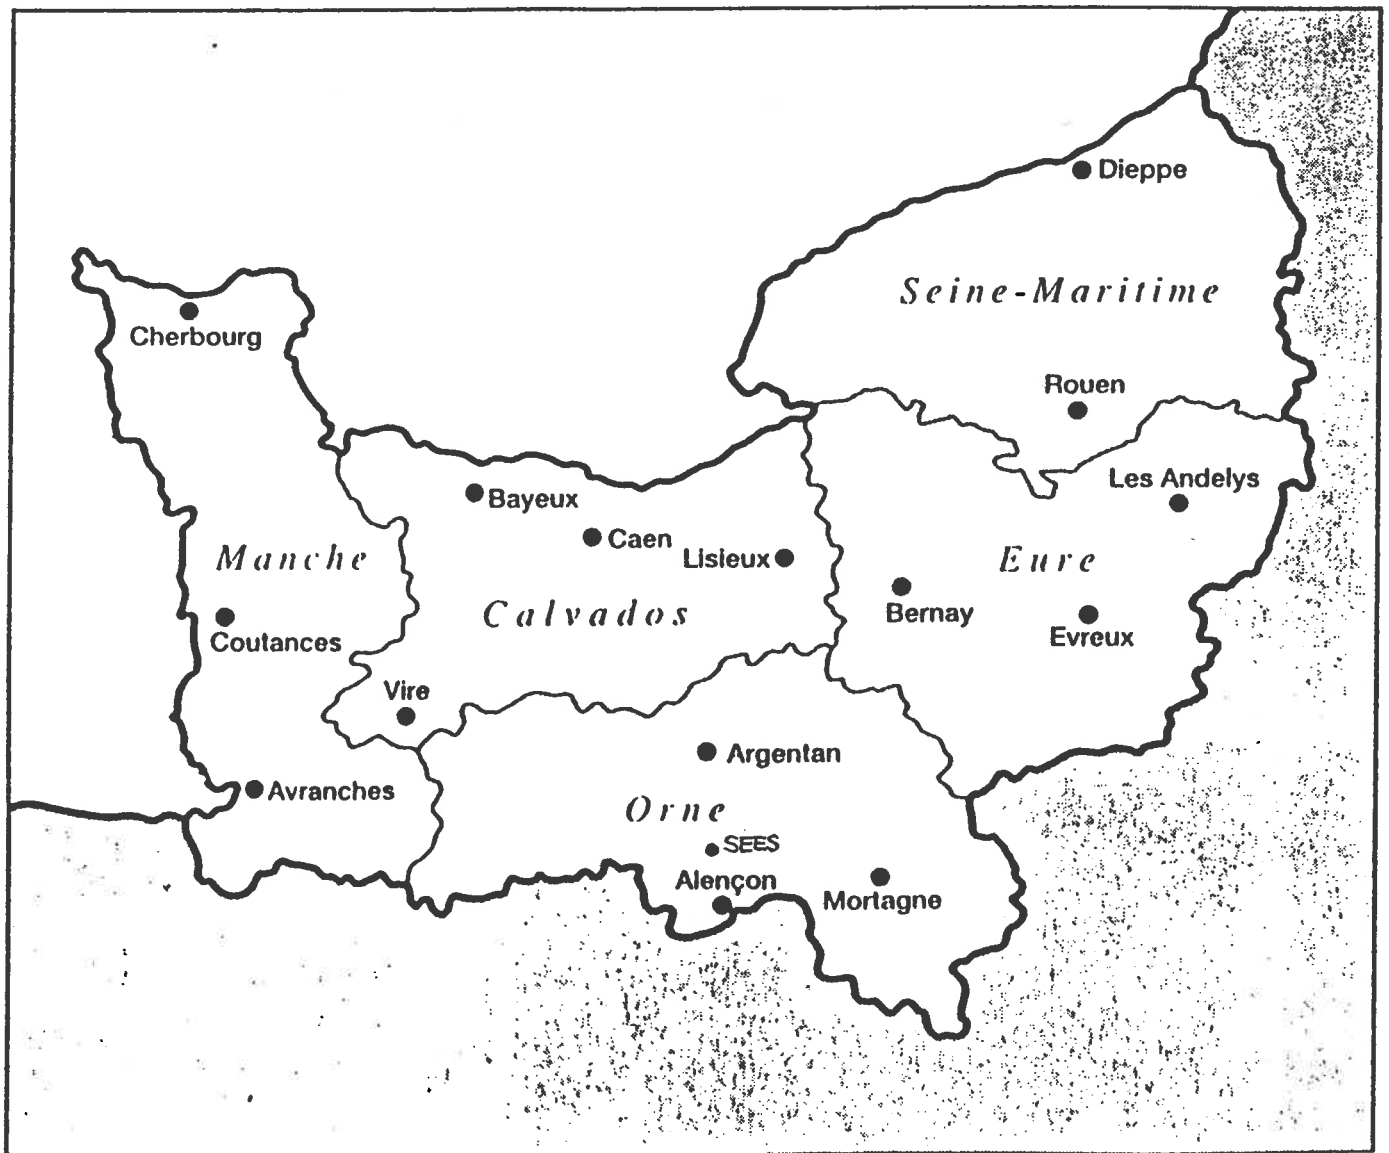 Dieppe
Seine-Maritime
Cherbourg
Rouen
Les Andelys
Bayeux
Caen
Lisieux
Manche
Eure
Calvados
Bernay
Coutances
Evreux
Vire
Argentan
Avranches
Orne
SEES
Alençon
Mortagne